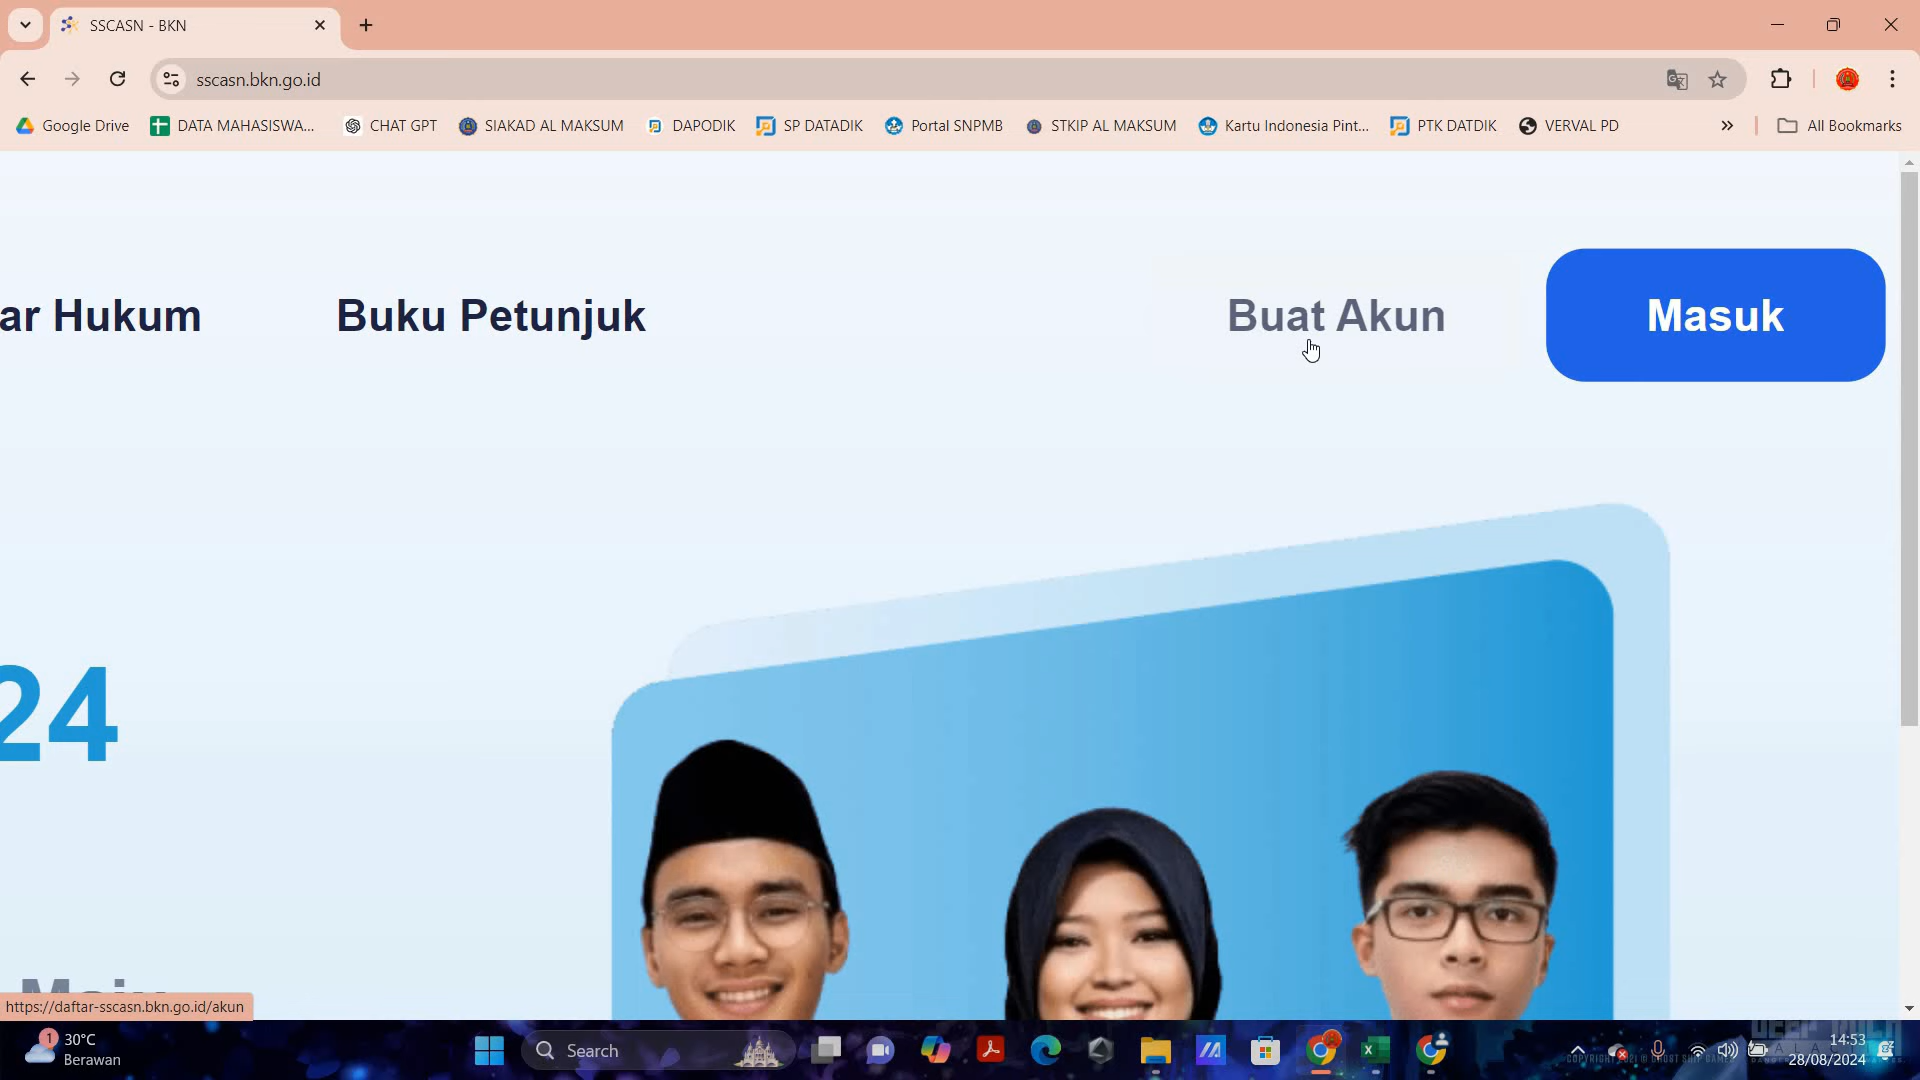 SSCASN - BKN
sscasn.bkn.go.id
Google Drive
DATA MAHASISWA...
CHAT GPT
SIAKAD AL MAKSUM
DAPODIK
SP DATADIK
Portal SNPMB
STKIP AL MAKSUM
Kartu Indonesia Pint...
PTK DATDIK
VERVAL PD
All Bookmarks
ar Hukum
Buku Petunjuk
Buat Akun
Masuk
24
https://daftar-sscasn.bkn.go.id/akun
1
30°C
Berawan
Search
14:53
28/08/2024